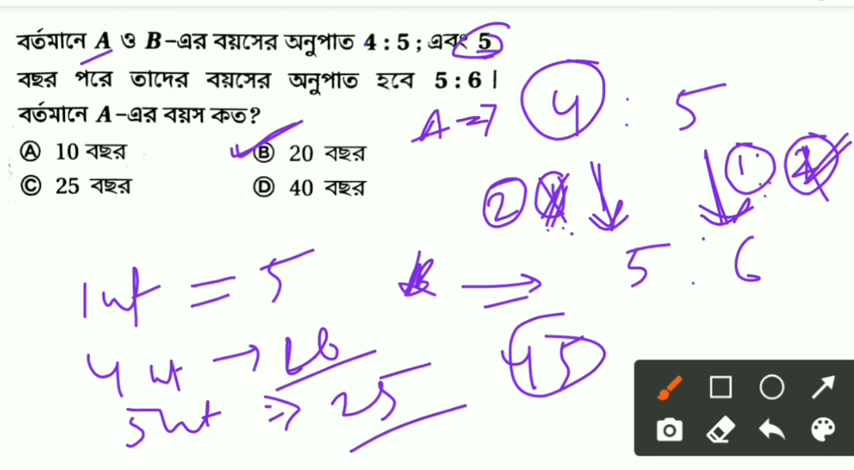 বর্তমানে A ও B-এর বয়সের অনুপাত 4 : 5 ; এবং 5
বছর পরে তাদের বয়সের অনুপাত হবে 5 : 6 |
বর্তমানে A-এর বয়স কত?
Ⓐ 10 বছর
Ⓑ 20 বছর
Ⓒ 25 বছর
Ⓓ 40 বছর
A ⇒ 4 : 5
2 1
5 : 6
1ut = 5
4 ut →
5ut ⇒ 25
45